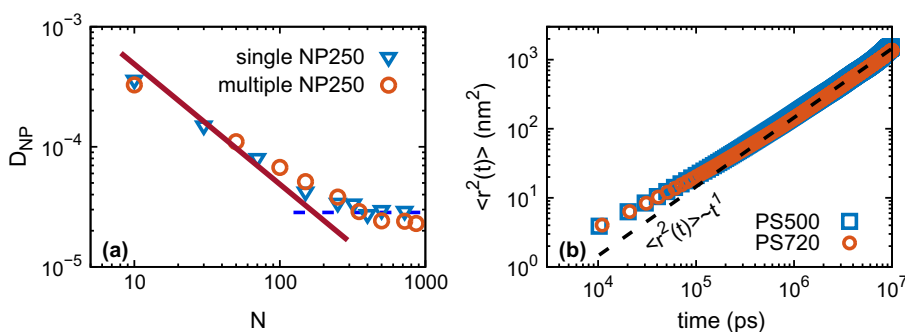 10^-3
10^-4
10^-5
D_NP
single NP250
multiple NP250
(a)
10
100
1000
N
10^3
10^2
10^1
10^0
<r^2(t)> (nm^2)
<r^2(t)>~t^1
PS500
PS720
(b)
10^4
10^5
10^6
10^7
time (ps)